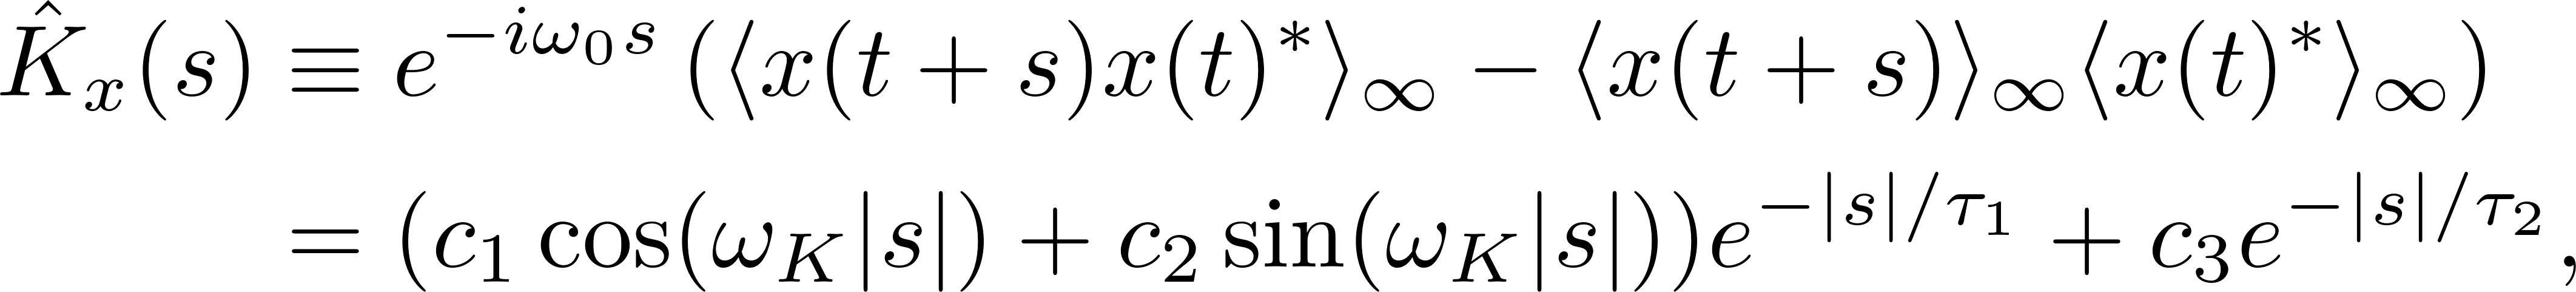 \hat{K}_x(s) \equiv e^{-i\omega_0 s} \left( \langle x(t+s)x(t)^* \rangle_\infty - \langle x(t+s) \rangle_\infty \langle x(t)^* \rangle_\infty \right)
= (c_1 \cos(\omega_K |s|) + c_2 \sin(\omega_K |s|)) e^{-|s|/\tau_1} + c_3 e^{-|s|/\tau_2},